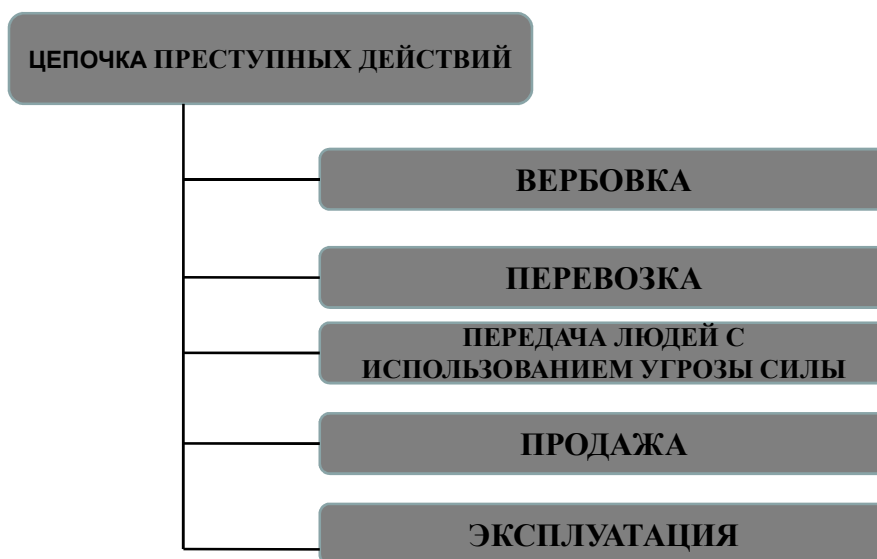 ЦЕПОЧКА ПРЕСТУПНЫХ ДЕЙСТВИЙ
ВЕРБОВКА
ПЕРЕВОЗКА
ПЕРЕДАЧА ЛЮДЕЙ С
ИСПОЛЬЗОВАНИЕМ УГРОЗЫ СИЛЫ
ПРОДАЖА
ЭКСПЛУАТАЦИЯ